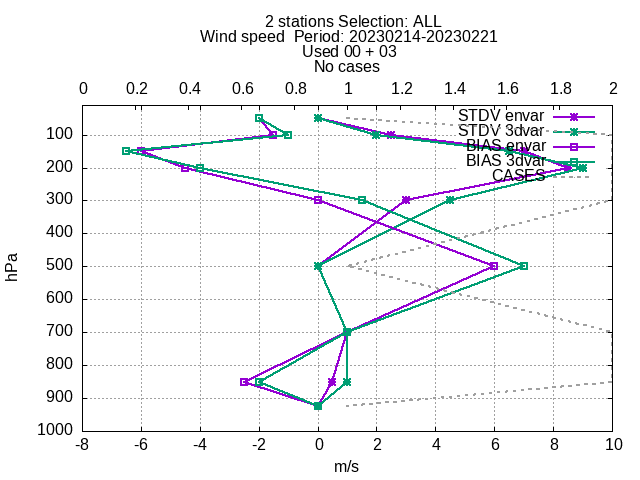 2 stations Selection: ALL
Wind speed  Period: 20230214-20230221
Used 00 + 03
No cases
0 0.2 0.4 0.6 0.8 1 1.2 1.4 1.6 1.8 2
STDV envar
STDV 3dvar
BIAS envar
BIAS 3dvar
CASES
100
200
300
400
500
600
700
800
900
1000
hPa
-8 -6 -4 -2 0 2 4 6 8 10
m/s